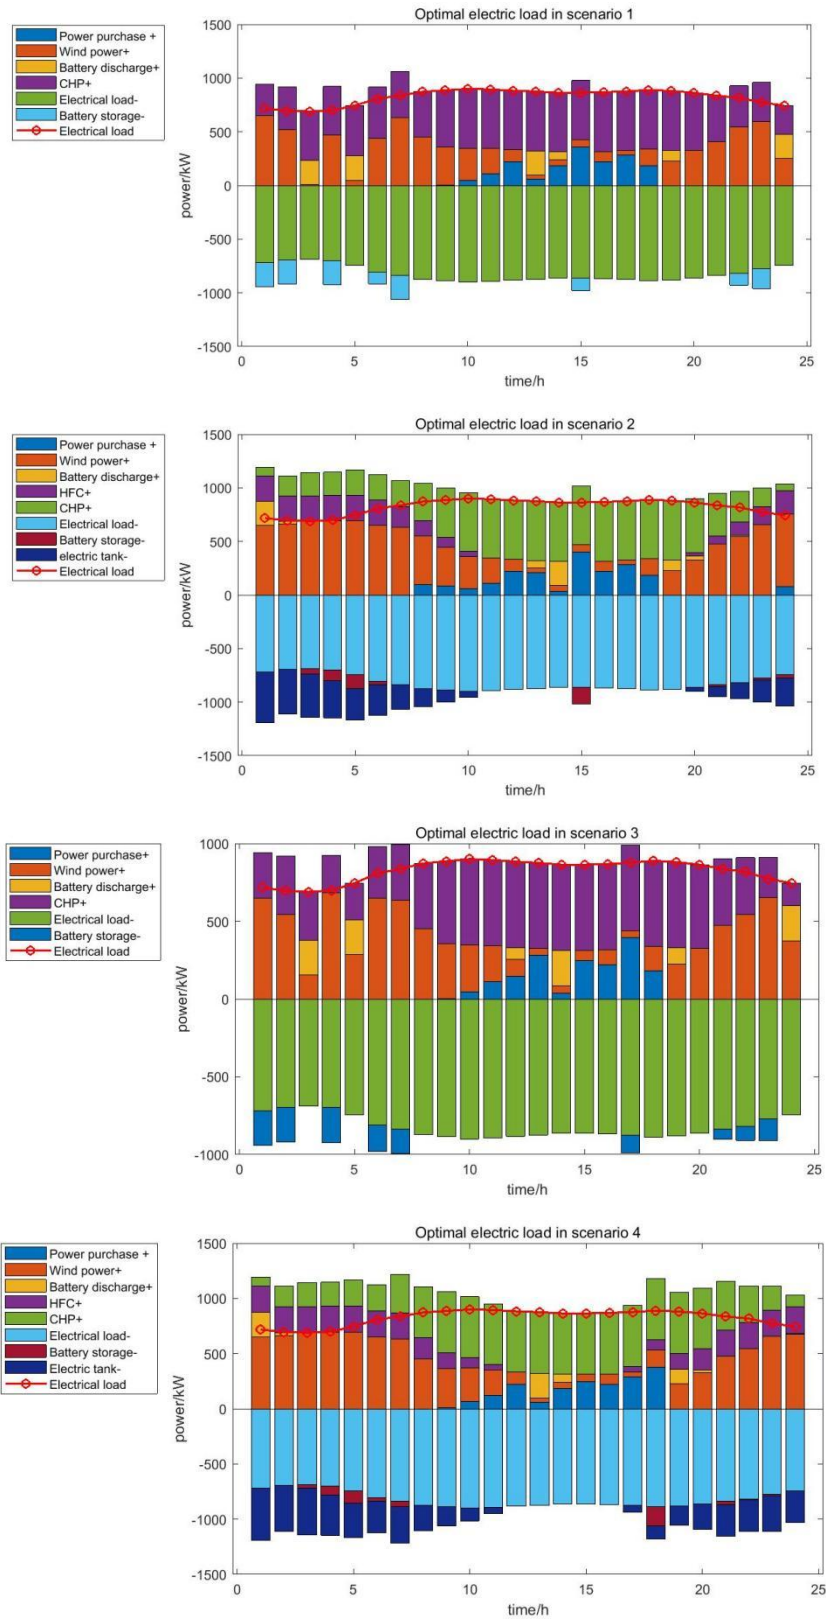 Optimal electric load in scenario 1
Power purchase +
Wind power+
Battery discharge+
CHP+
Electrical load-
Battery storage-
Electrical load
power/kW
1500
1000
500
0
-500
-1000
-1500
0
5
10
15
20
25
time/h
Optimal electric load in scenario 2
Power purchase +
Wind power+
Battery discharge+
HFC+
CHP+
Electrical load-
Battery storage-
electric tank-
Electrical load
power/kW
1500
1000
500
0
-500
-1000
-1500
0
5
10
15
20
25
time/h
Optimal electric load in scenario 3
Power purchase+
Wind power+
Battery discharge+
CHP+
Electrical load-
Battery storage-
Electrical load
power/kW
1000
500
0
-500
-1000
0
5
10
15
20
25
time/h
Optimal electric load in scenario 4
Power purchase +
Wind power+
Battery discharge+
HFC+
CHP+
Electrical load-
Battery storage-
Electric tank-
Electrical load
power/kW
1500
1000
500
0
-500
-1000
-1500
0
5
10
15
20
25
time/h